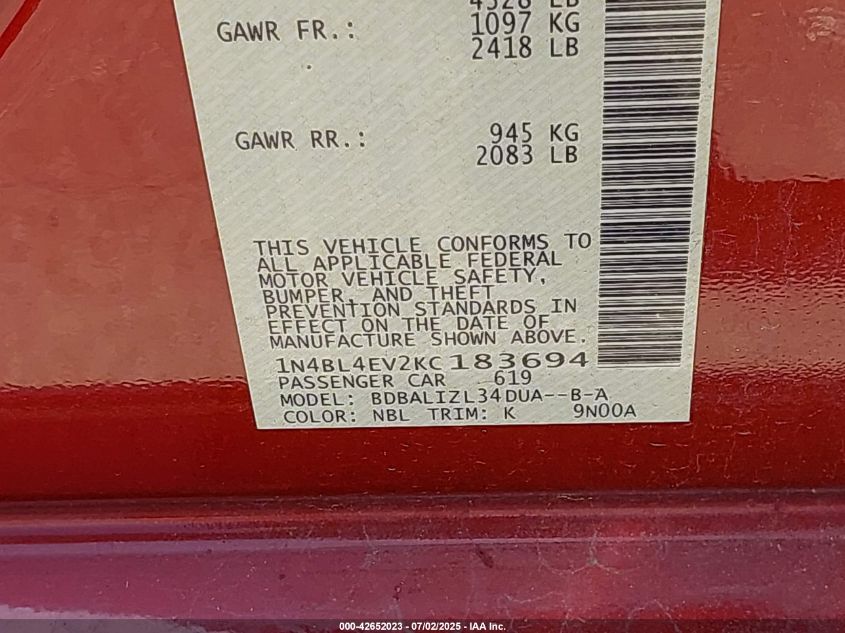 4328 LB
GAWR FR.: 1097 KG
2418 LB
GAWR RR.: 945 KG
2083 LB
THIS VEHICLE CONFORMS TO
ALL APPLICABLE FEDERAL
MOTOR VEHICLE SAFETY,
BUMPER, AND THEFT
PREVENTION STANDARDS IN
EFFECT ON THE DATE OF
MANUFACTURE SHOWN ABOVE.
1N4BL4EV2KC183694
PASSENGER CAR 619
MODEL: BDBALIZL34DUA--B-A
COLOR: NBL TRIM: K 9N00A
000-42652023 - 07/02/2025 - IAA Inc.